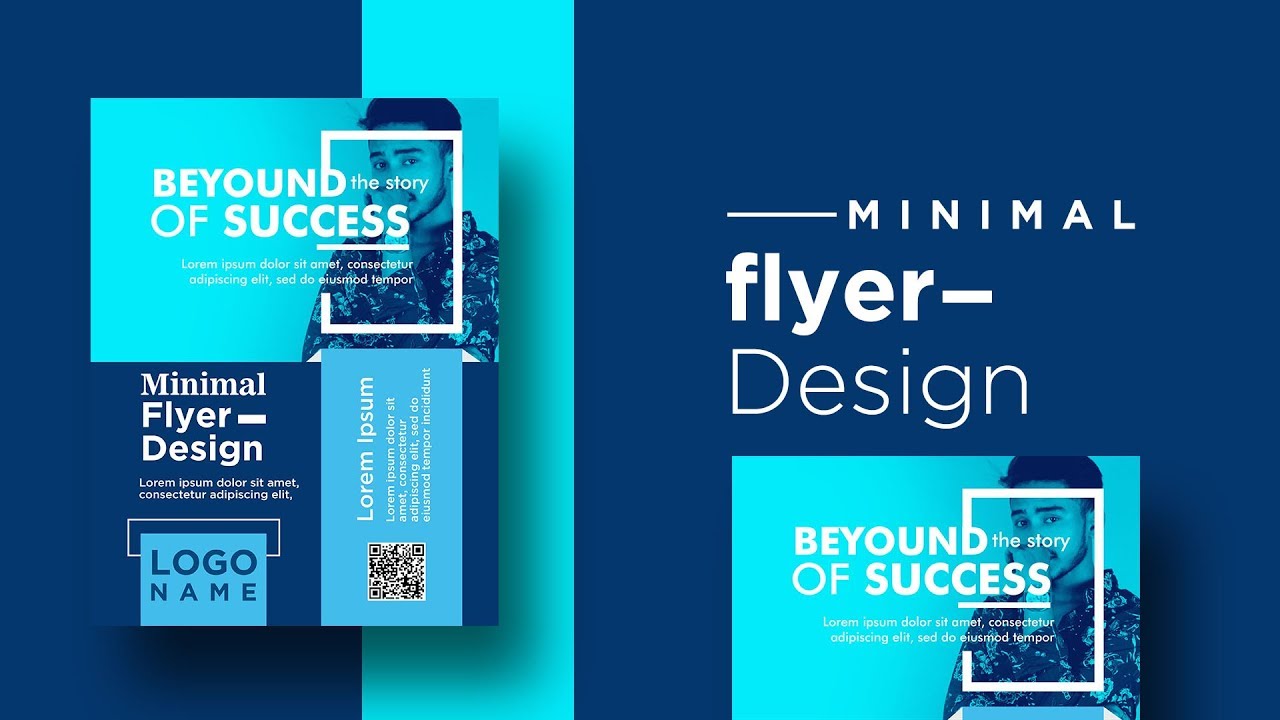 BEYOUND the story
OF SUCCESS
Lorem ipsum dolor sit amet, consectetur
adipiscing elit, sed do eiusmod tempor
Minimal
Flyer
Design
Lorem ipsum dolor sit amet,
consectetur adipiscing elit,
LOGO
NAME
Lorem Ipsum
Lorem ipsum dolor sit
amet, consectetur
adipiscing elit, sed do
eiusmod tempor incididunt
MINIMAL
flyer
Design
BEYOUND the story
OF SUCCESS
Lorem ipsum dolor sit amet, consectetur
adipiscing elit, sed do eiusmod tempor